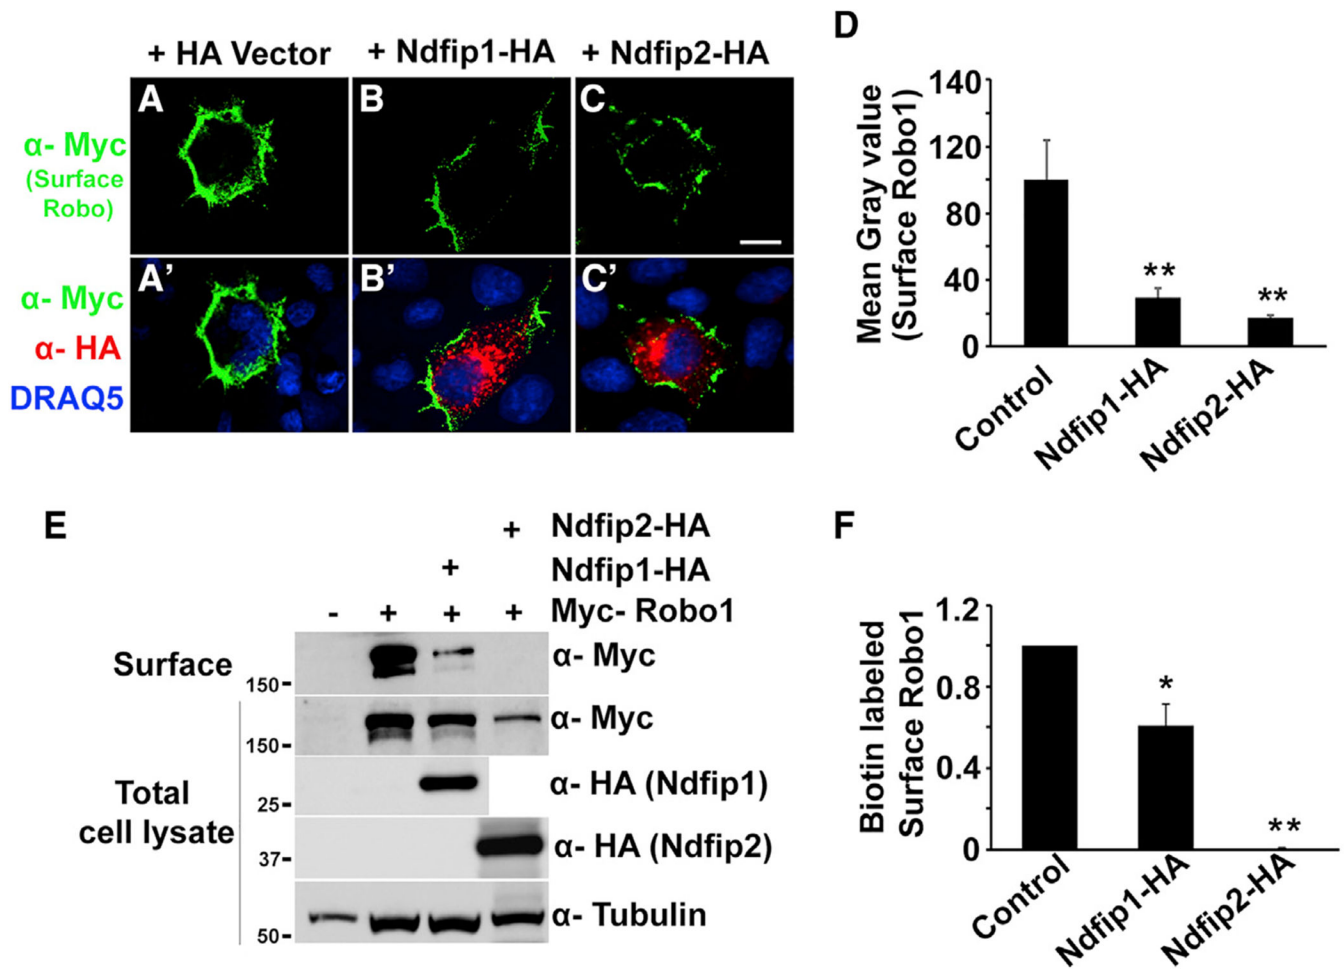 + HA Vector + Ndfip1-HA + Ndfip2-HA
A B C
α- Myc
(Surface
Robo)
A' B' C'
α- Myc
α- HA
DRAQ5
D
Mean Gray value
(Surface Robo1)
140
120
80
40
0
**
**
Control
Ndfip1-HA
Ndfip2-HA
E
+ Ndfip2-HA
+ Ndfip1-HA
- + + + Myc- Robo1
Surface
150
α- Myc
Total
cell lysate
150
α- Myc
25
α- HA (Ndfip1)
37
α- HA (Ndfip2)
50
α- Tubulin
F
Biotin labeled
Surface Robo1
1.2
0.8
0.4
0
*
**
Control
Ndfip1-HA
Ndfip2-HA